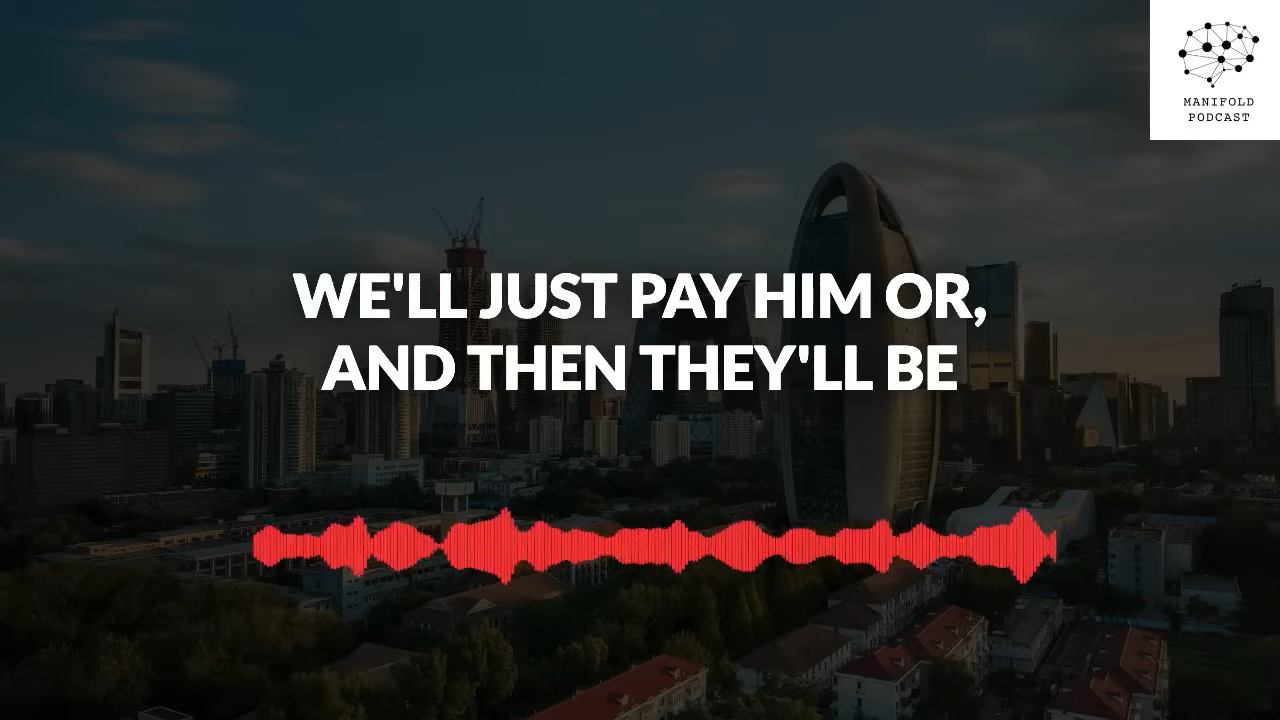 MANIFOLD
PODCAST
WE'LL JUST PAY HIM OR,
AND THEN THEY'LL BE